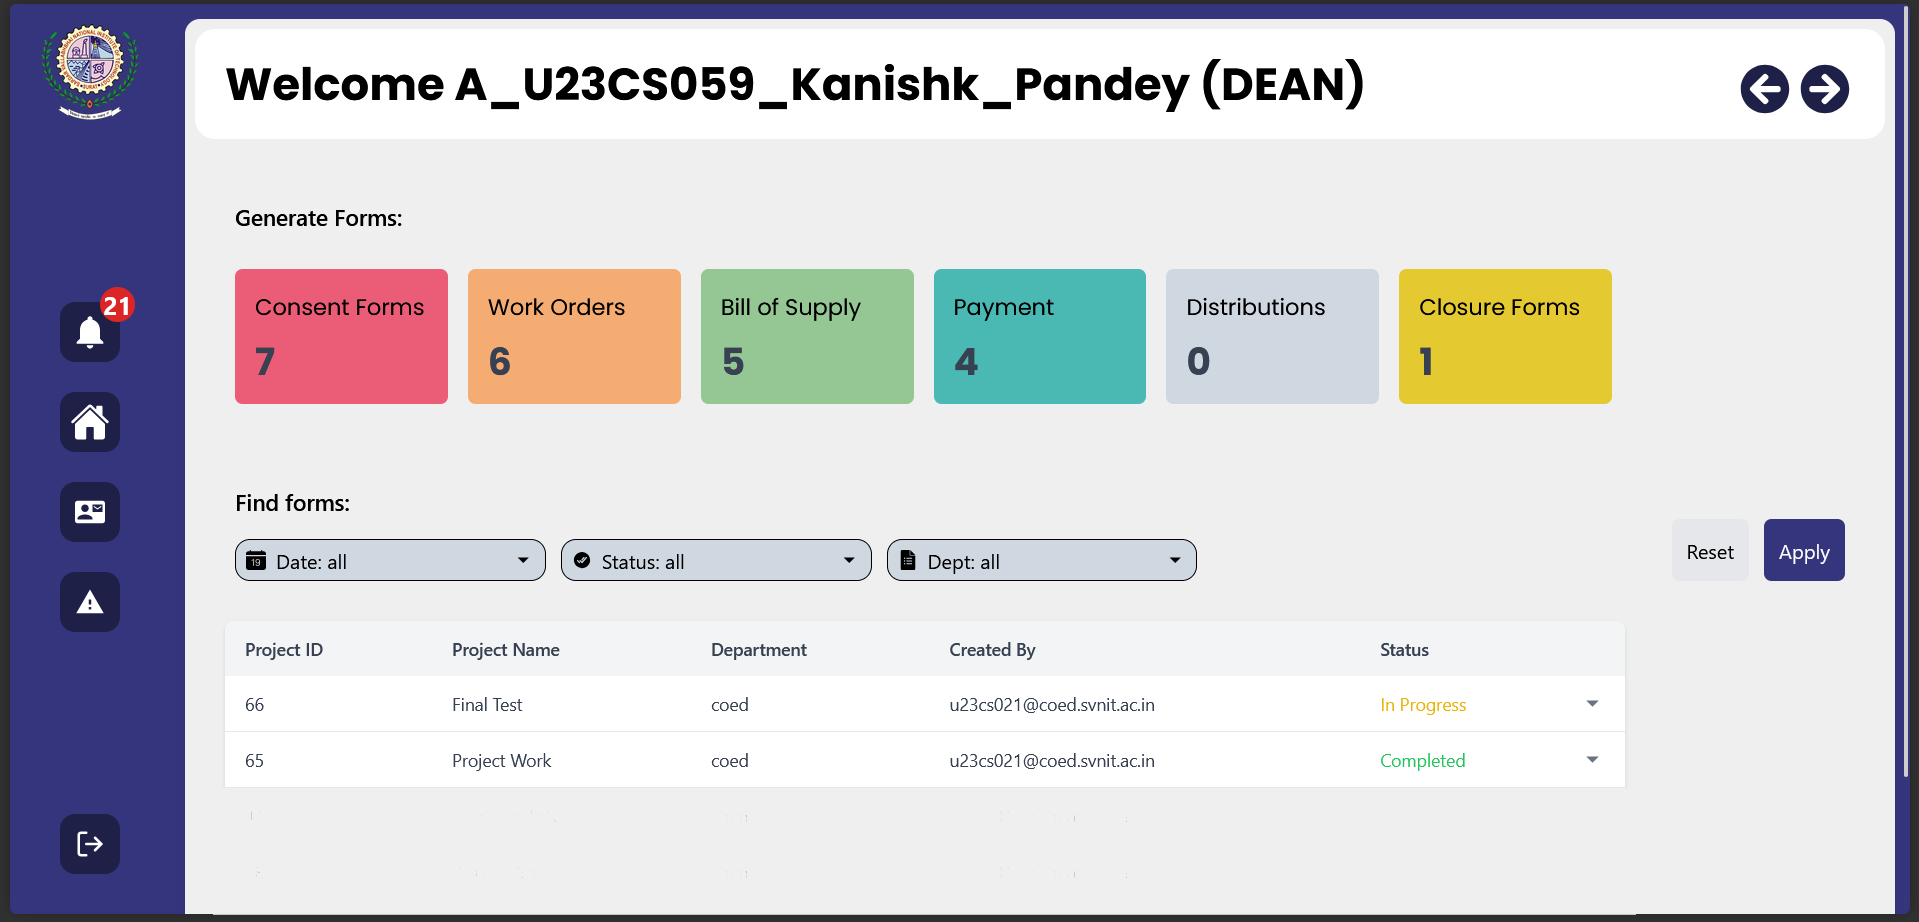 Welcome A_U23CS059_Kanishk_Pandey (DEAN)
21
Generate Forms:
Consent Forms
7
Work Orders
6
Bill of Supply
5
Payment
4
Distributions
0
Closure Forms
1
Find forms:
19 Date: all
Status: all
Dept: all
Reset
Apply
Project ID Project Name Department Created By Status
66 Final Test coed u23cs021@coed.svnit.ac.in In Progress
65 Project Work coed u23cs021@coed.svnit.ac.in Completed